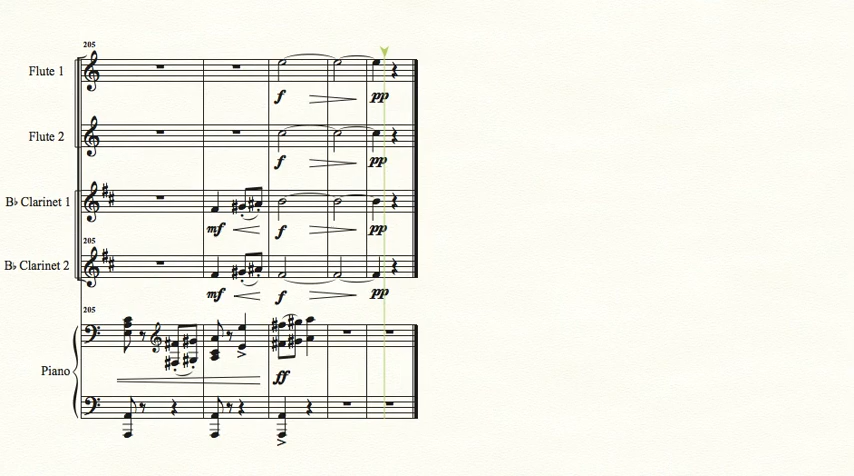 205
Flute 1
f
pp
Flute 2
f
pp
B♭ Clarinet 1
mf
f
pp
205
B♭ Clarinet 2
mf
f
pp
205
Piano
ff